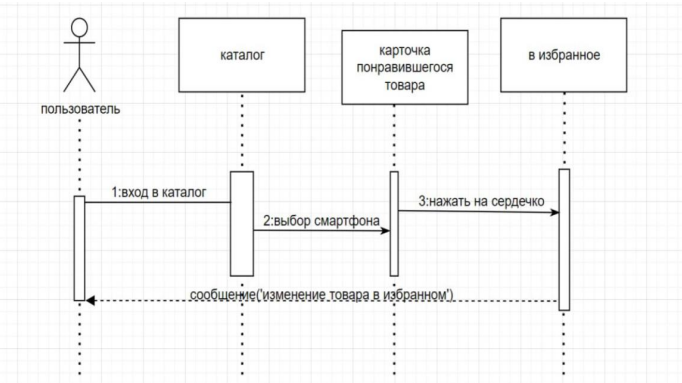 пользователь
каталог
карточка
понравившегося
товара
в избранное
1:вход в каталог
2:выбор смартфона
3:нажать на сердечко
сообщение('изменение товара в избранном')